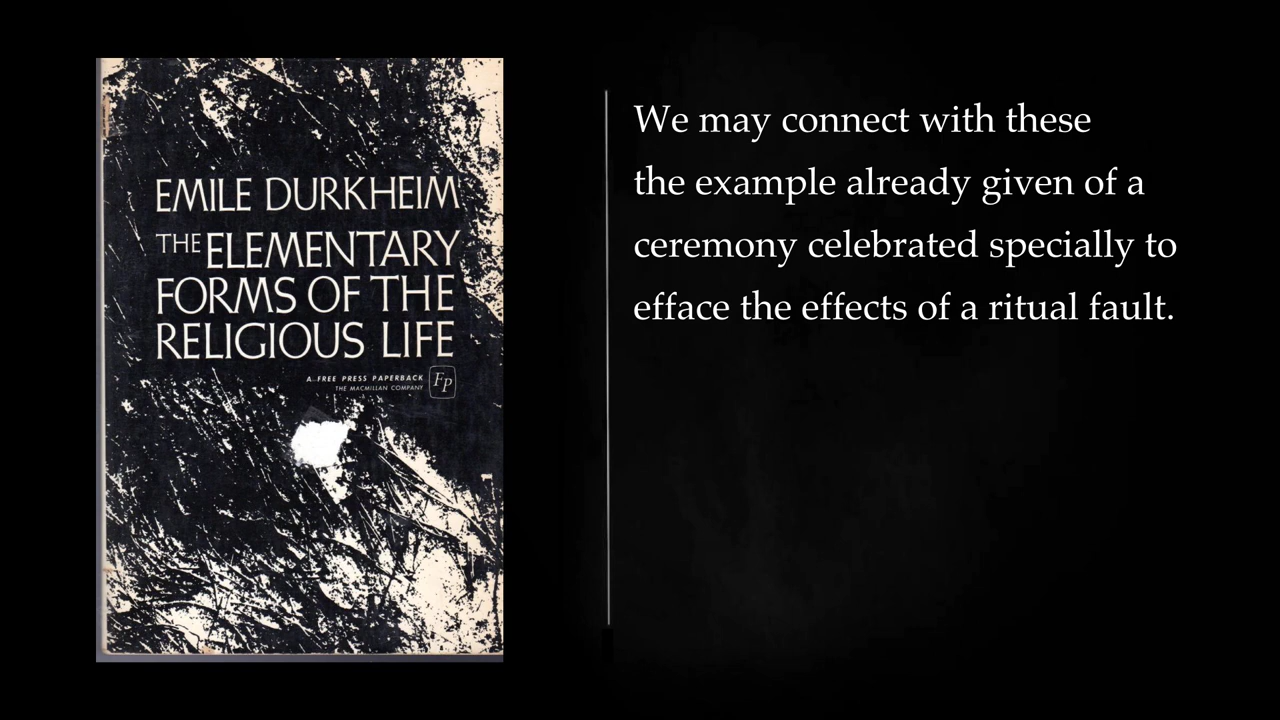 EMILE DURKHEIM
THE ELEMENTARY
FORMS OF THE
RELIGIOUS LIFE
A FREE PRESS PAPERBACK
THE MACMILLAN COMPANY
FP
We may connect with these
the example already given of a
ceremony celebrated specially to
efface the effects of a ritual fault.